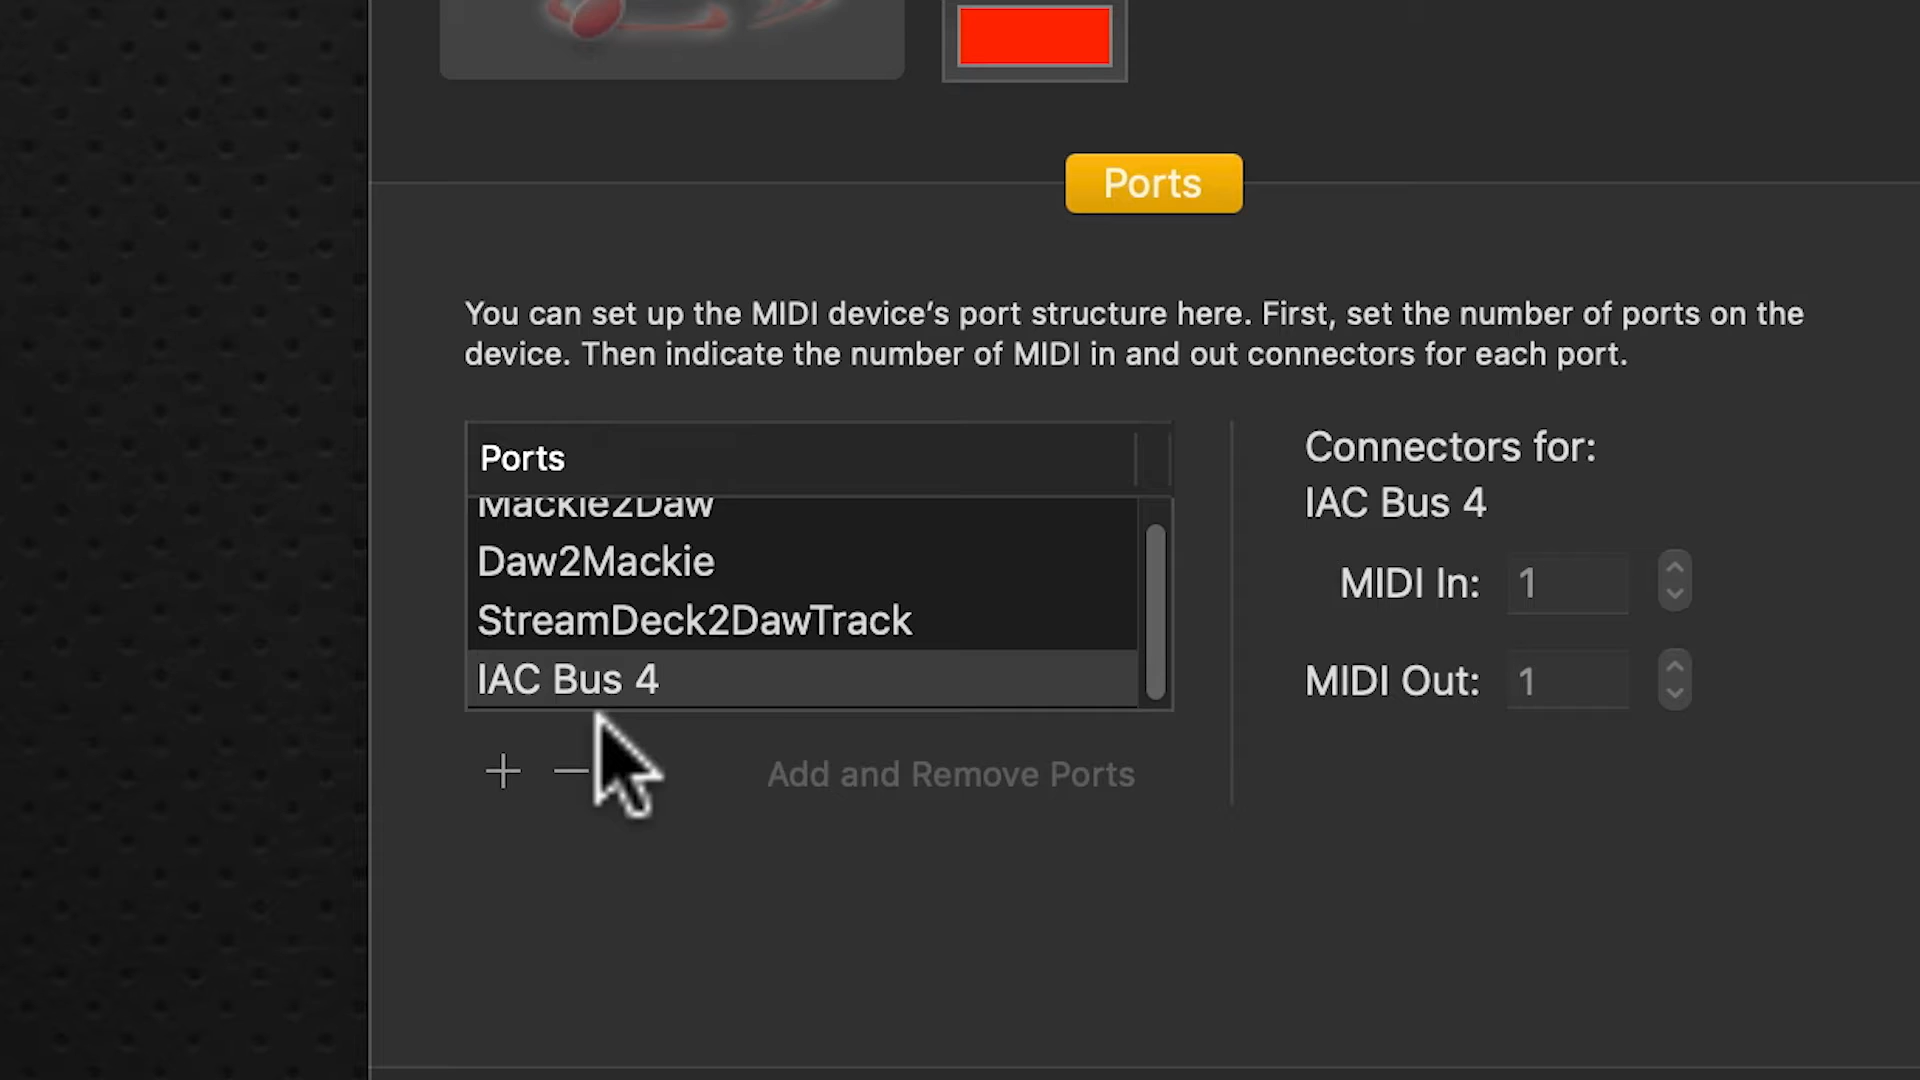 Ports
You can set up the MIDI device’s port structure here. First, set the number of ports on the
device. Then indicate the number of MIDI in and out connectors for each port.
Ports
Mackie2Daw
Daw2Mackie
StreamDeck2DawTrack
IAC Bus 4
Add and Remove Ports
Connectors for:
IAC Bus 4
MIDI In: 1
MIDI Out: 1